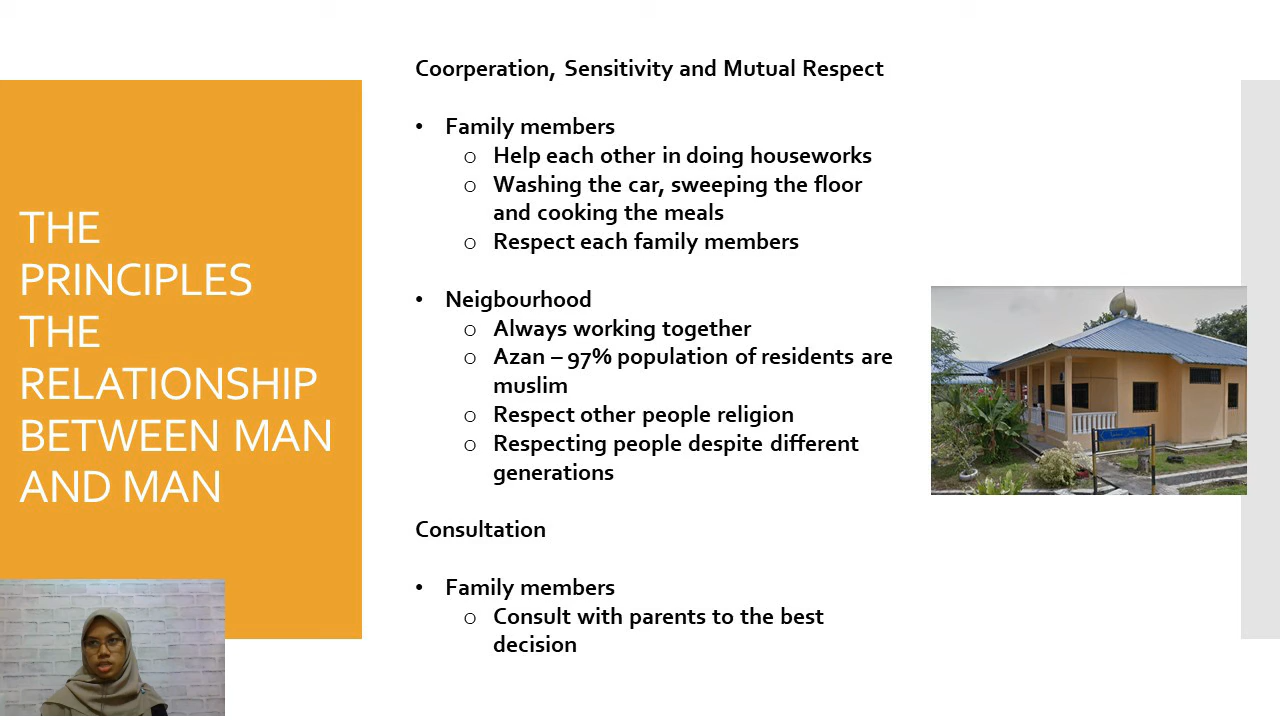 THE
PRINCIPLES
THE
RELATIONSHIP
BETWEEN MAN
AND MAN
Coorperation, Sensitivity and Mutual Respect
• Family members
o Help each other in doing houseworks
o Washing the car, sweeping the floor
and cooking the meals
o Respect each family members
• Neigbourhood
o Always working together
o Azan – 97% population of residents are
muslim
o Respect other people religion
o Respecting people despite different
generations
Consultation
• Family members
o Consult with parents to the best
decision